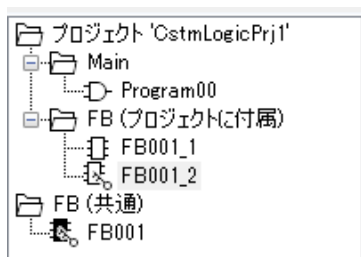 プロジェクト 'CstmLogicPrj1'
Main
Program00
FB (プロジェクトに付属)
FB001_1
FB001_2
FB (共通)
FB001